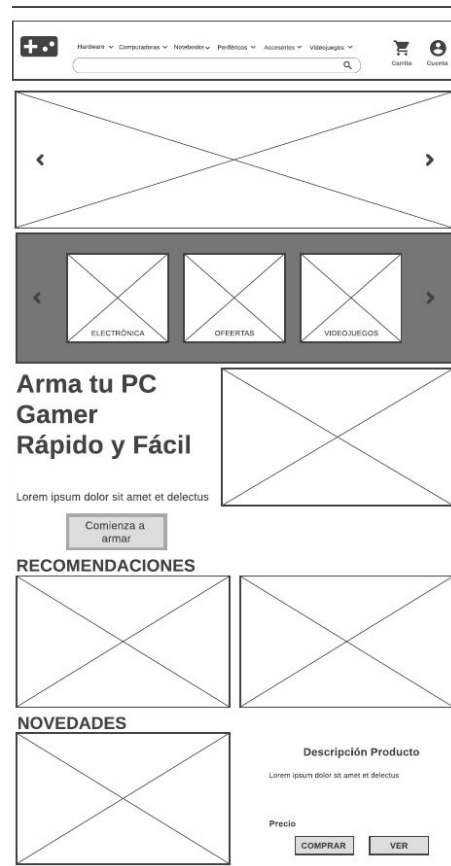 Hardware Computadoras Notebooks Periféricos Accesorios Videojuegos
Carrito Cuenta
ELECTRÓNICA OFEERTAS VIDEOJUEGOS
Arma tu PC
Gamer
Rápido y Fácil
Lorem ipsum dolor sit amet et delectus
Comienza a
armar
RECOMENDACIONES
NOVEDADES
Descripción Producto
Lorem ipsum dolor sit amet et delectus
Precio
COMPRAR VER